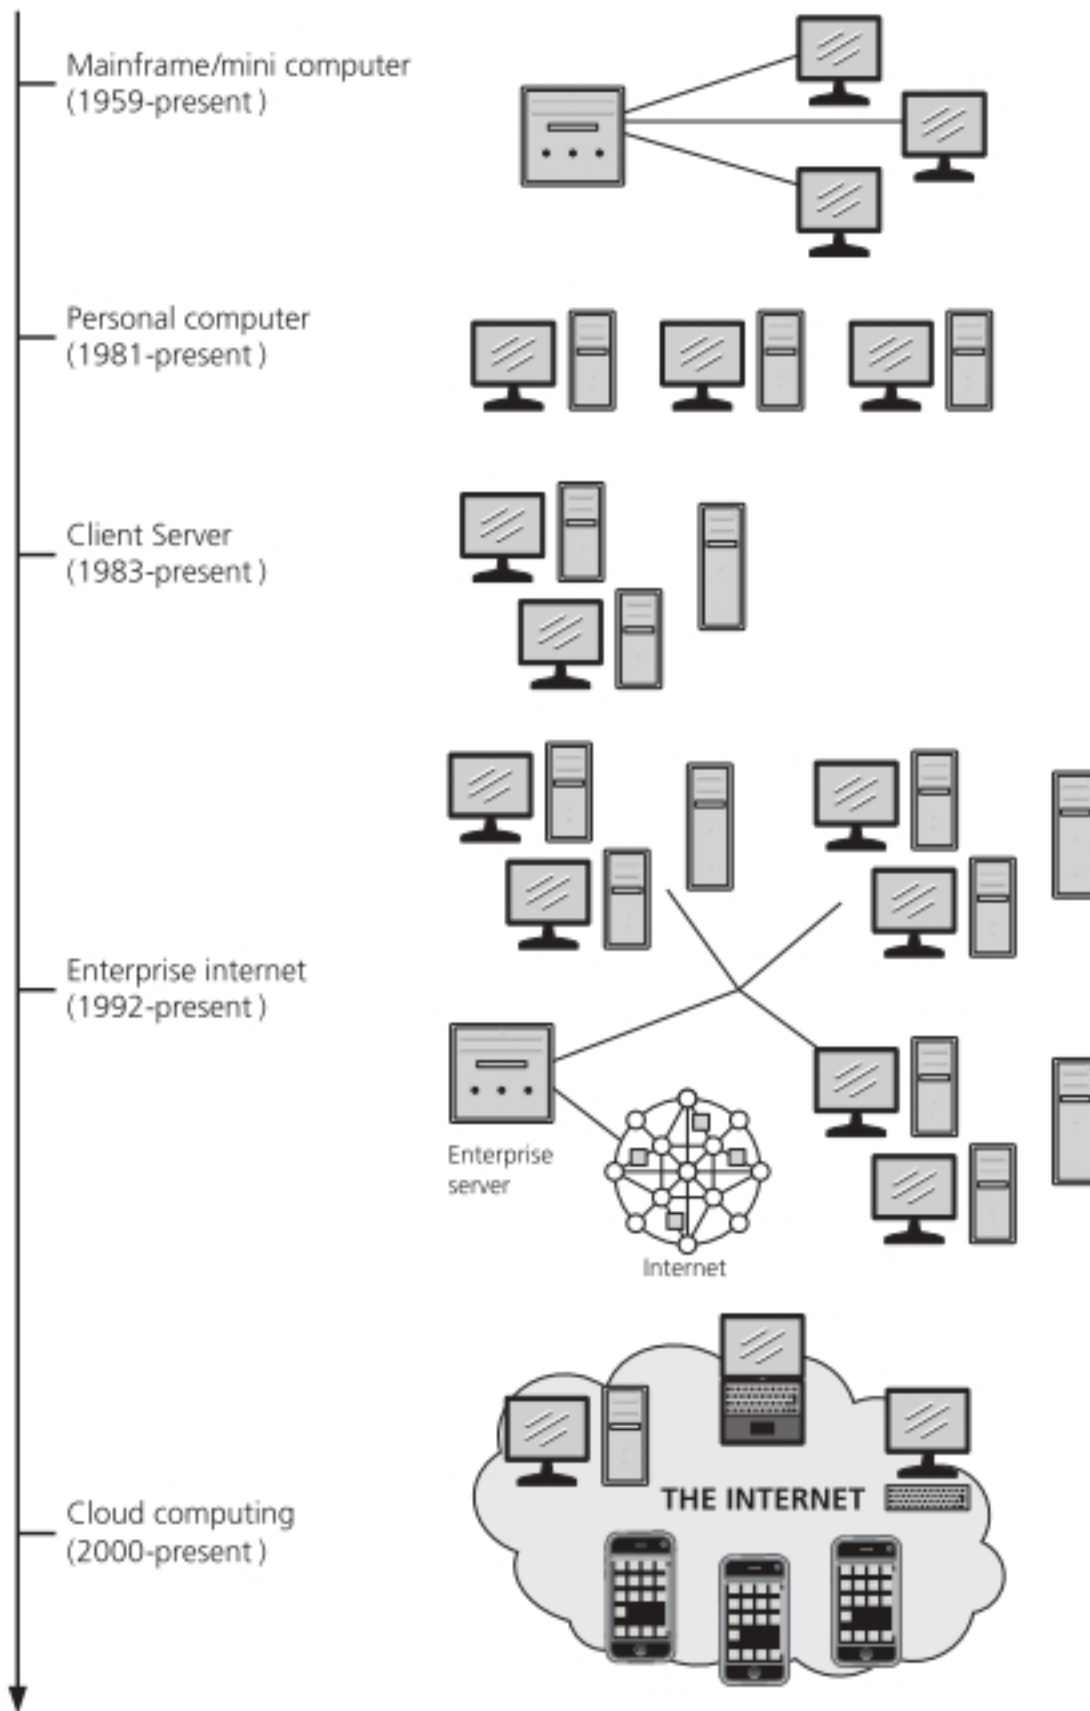 Mainframe/mini computer
(1959-present )
Personal computer
(1981-present )
Client Server
(1983-present )
Enterprise internet
(1992-present )
Enterprise
server
Internet
THE INTERNET
Cloud computing
(2000-present )